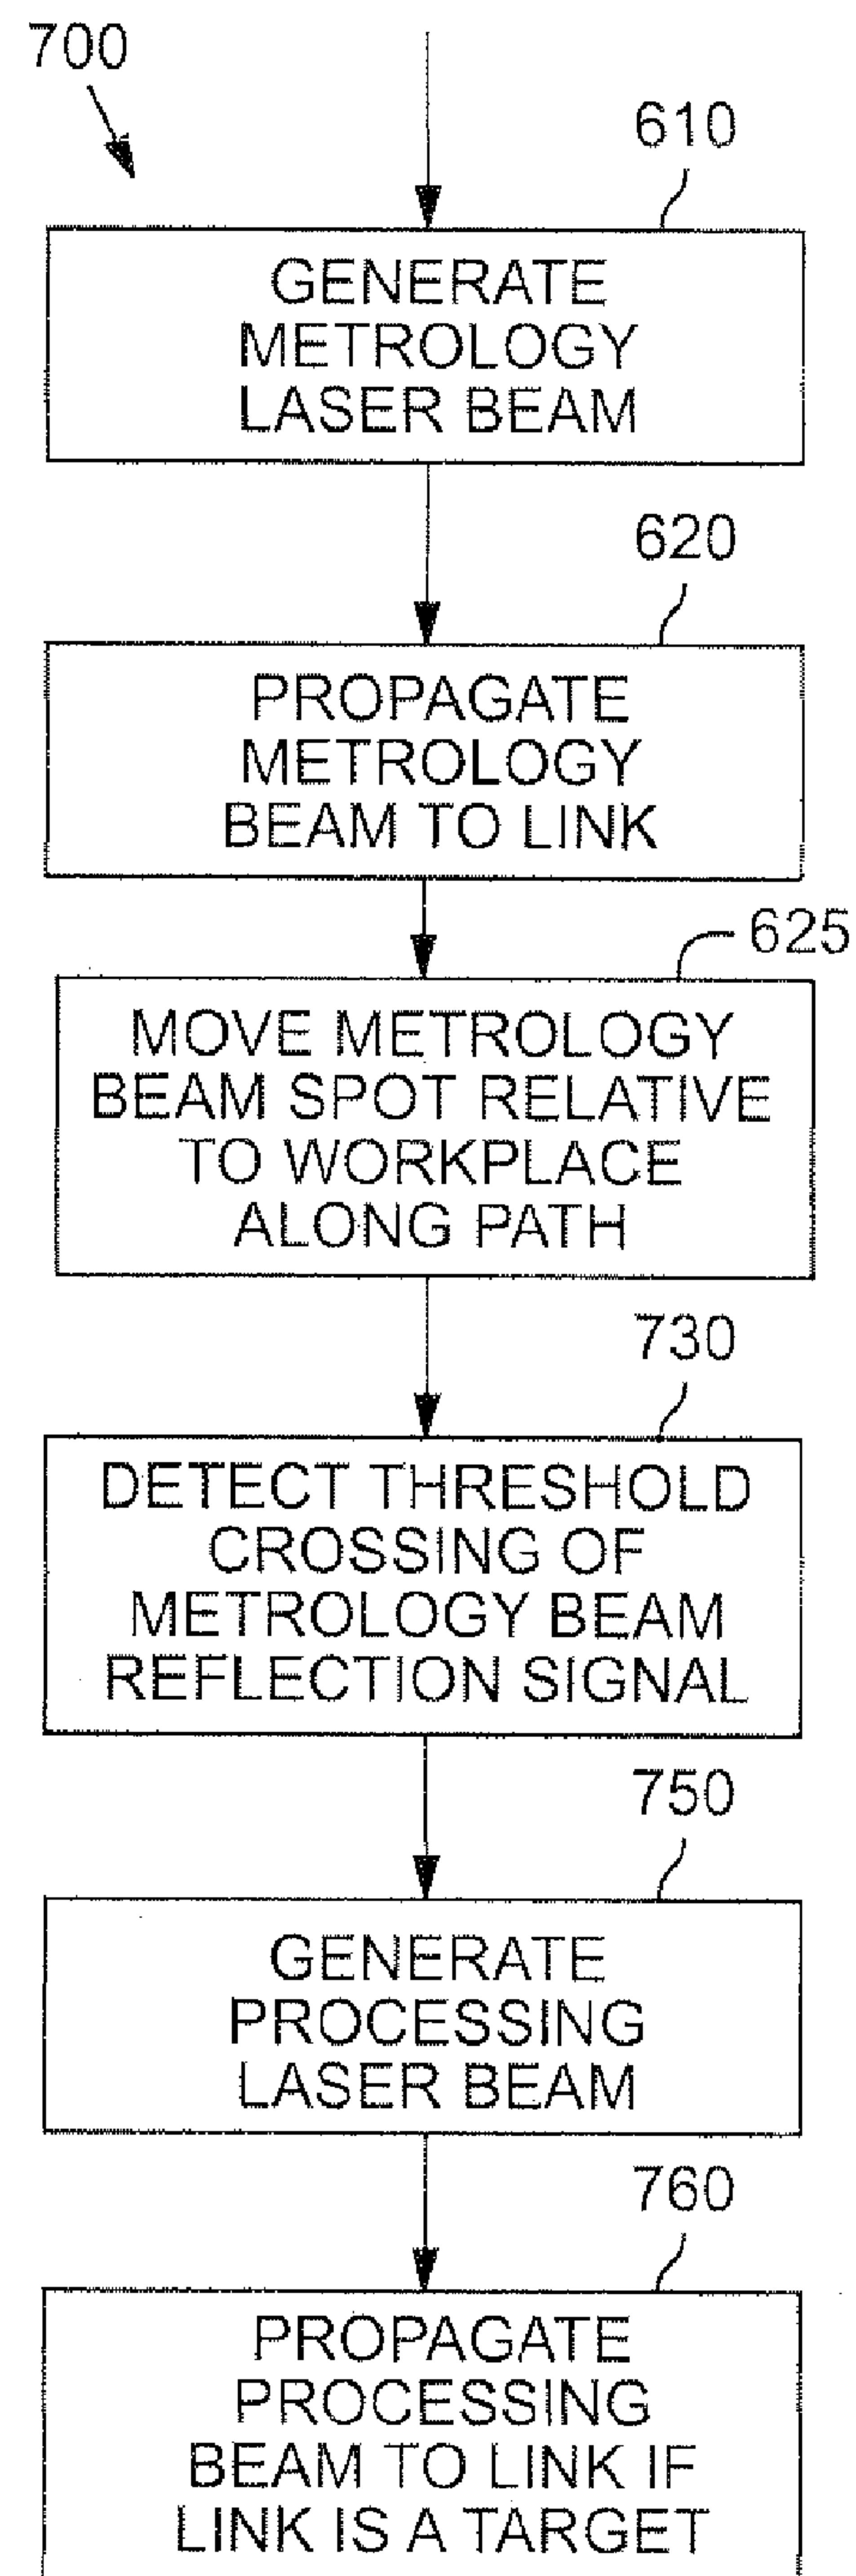 700
610
GENERATE
METROLOGY
LASER BEAM
620
PROPAGATE
METROLOGY
BEAM TO LINK
625
MOVE METROLOGY
BEAM SPOT RELATIVE
TO WORKPLACE
ALONG PATH
730
DETECT THRESHOLD
CROSSING OF
METROLOGY BEAM
REFLECTION SIGNAL
750
GENERATE
PROCESSING
LASER BEAM
760
PROPAGATE
PROCESSING
BEAM TO LINK IF
LINK IS A TARGET